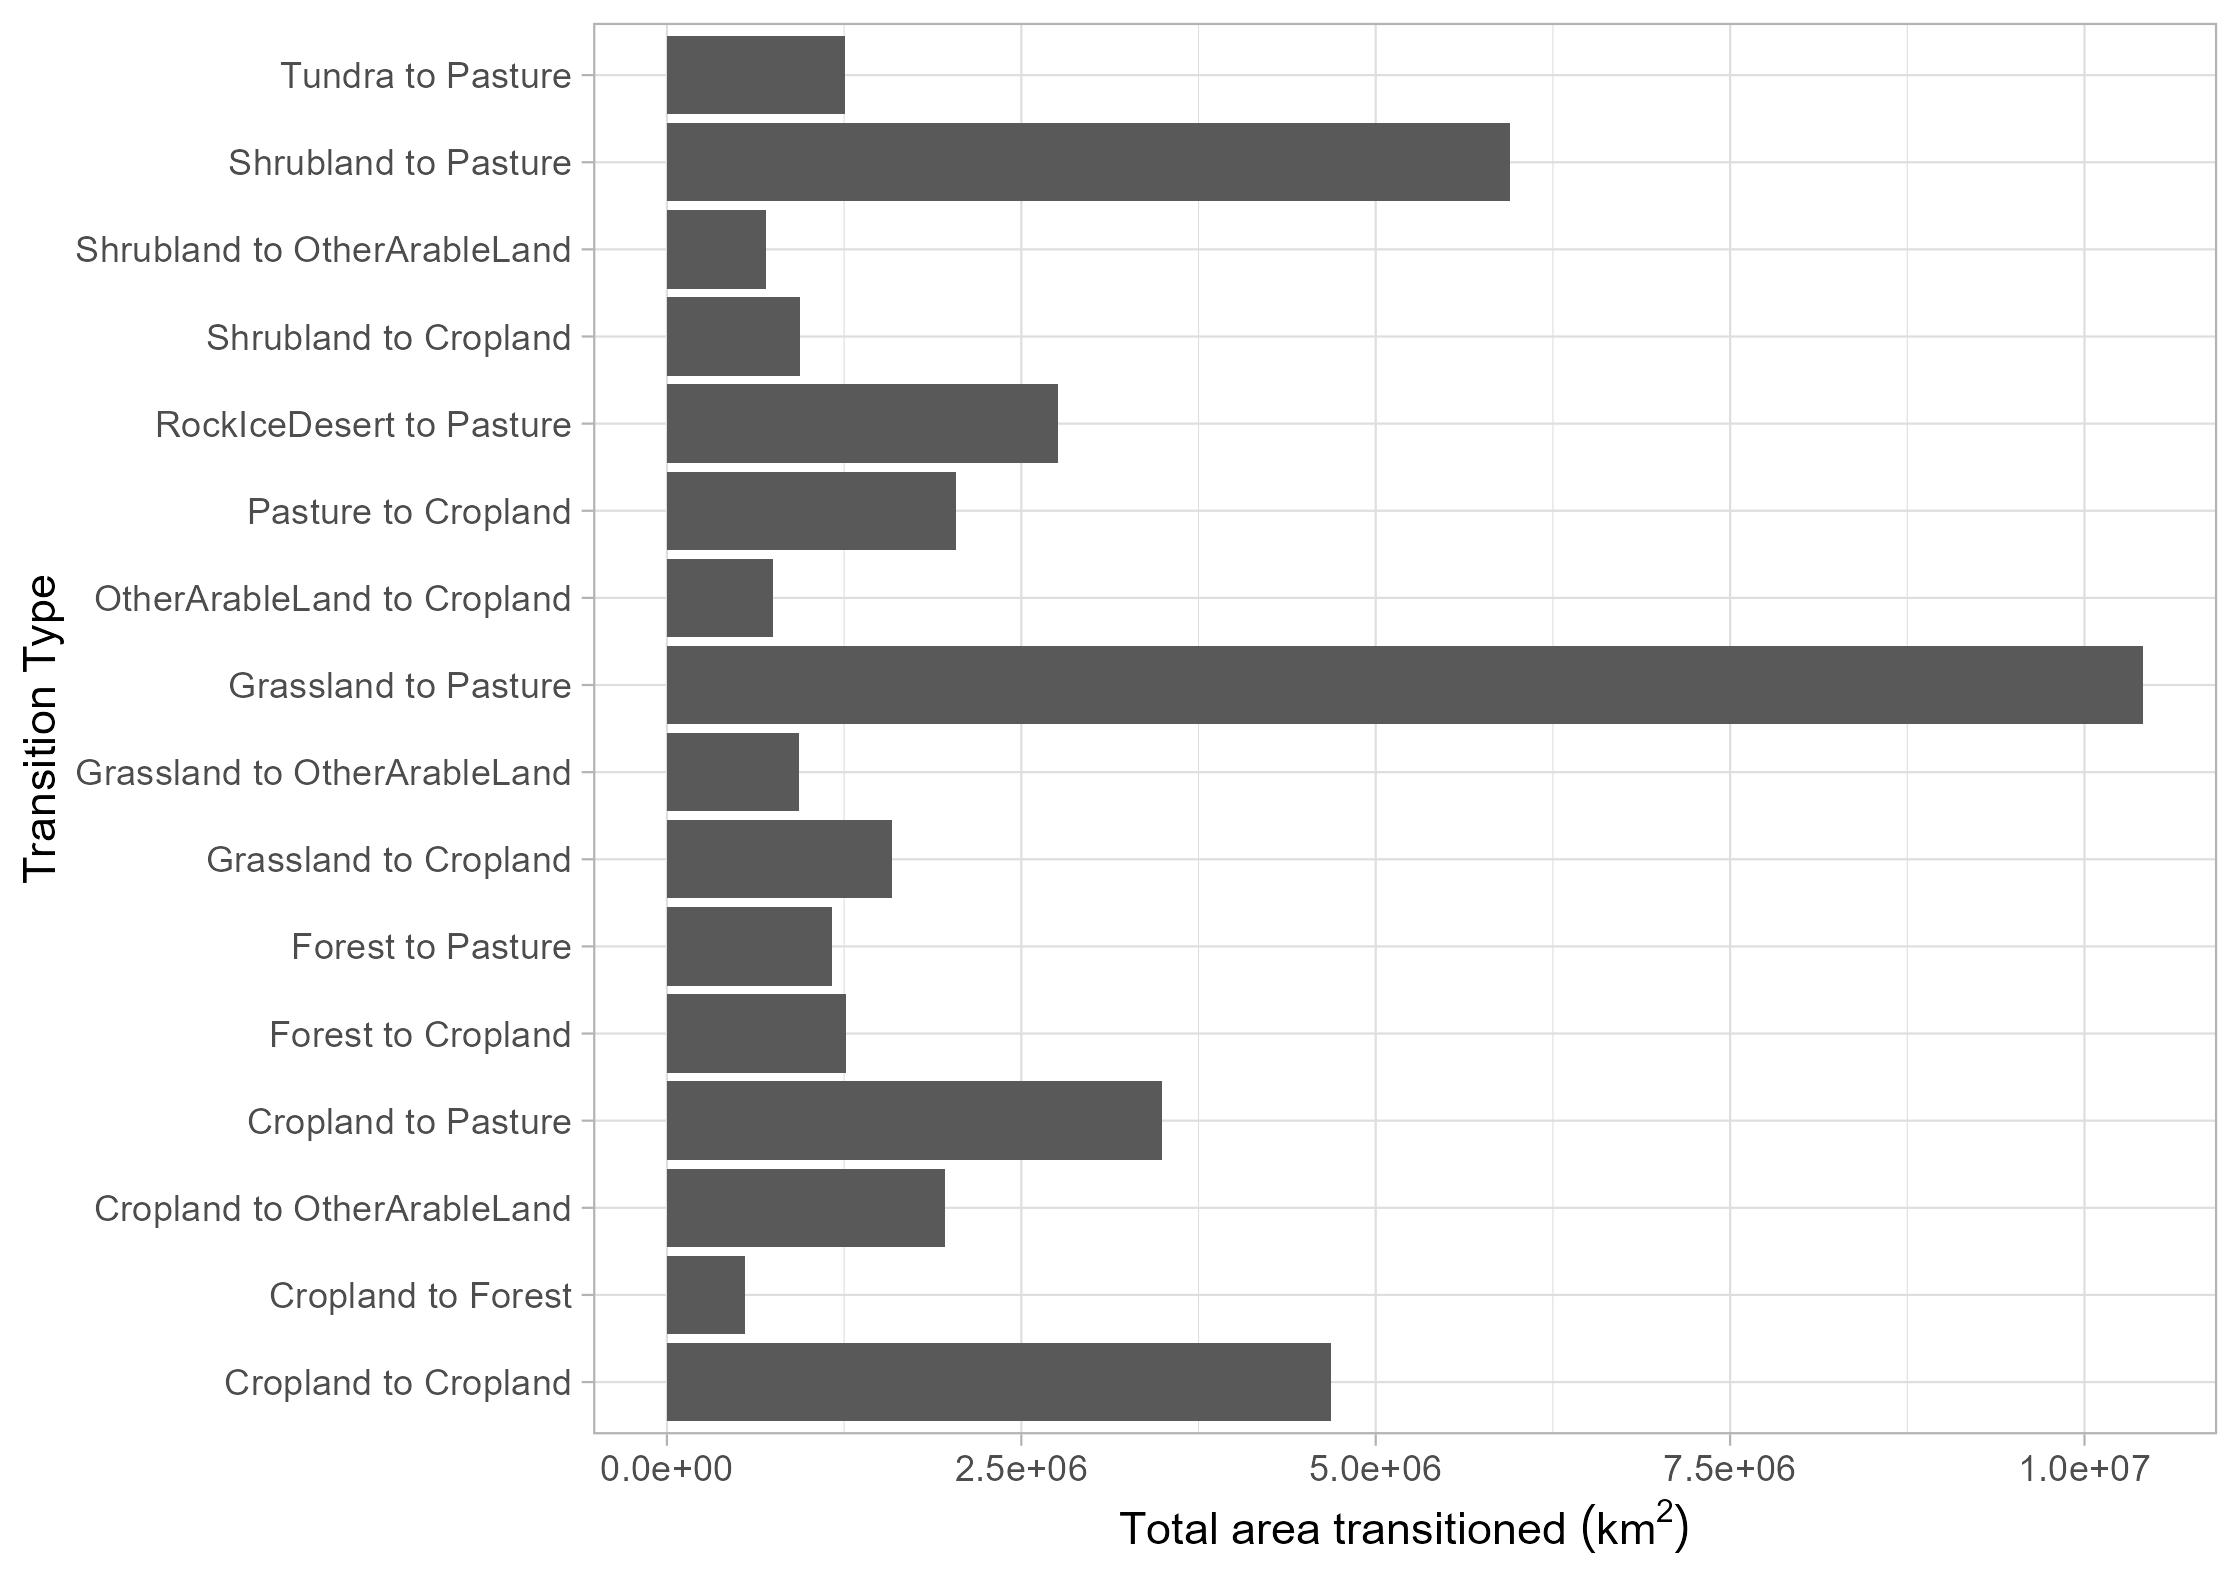 Transition Type
Tundra to Pasture
Shrubland to Pasture
Shrubland to OtherArableLand
Shrubland to Cropland
RockIceDesert to Pasture
Pasture to Cropland
OtherArableLand to Cropland
Grassland to Pasture
Grassland to OtherArableLand
Grassland to Cropland
Forest to Pasture
Forest to Cropland
Cropland to Pasture
Cropland to OtherArableLand
Cropland to Forest
Cropland to Cropland
0.0e+00 2.5e+06 5.0e+06 7.5e+06 1.0e+07
Total area transitioned (km²)